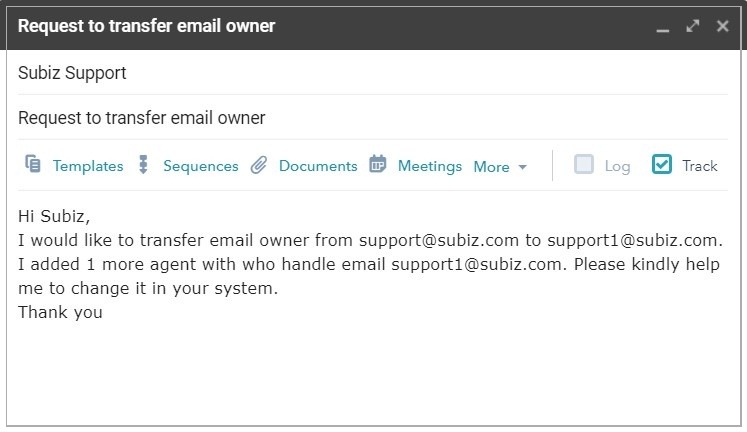 Request to transfer email owner
Subiz Support
Request to transfer email owner
Templates Sequences Documents Meetings More Log Track
Hi Subiz,
I would like to transfer email owner from support@subiz.com to support1@subiz.com.
I added 1 more agent with who handle email support1@subiz.com. Please kindly help
me to change it in your system.
Thank you